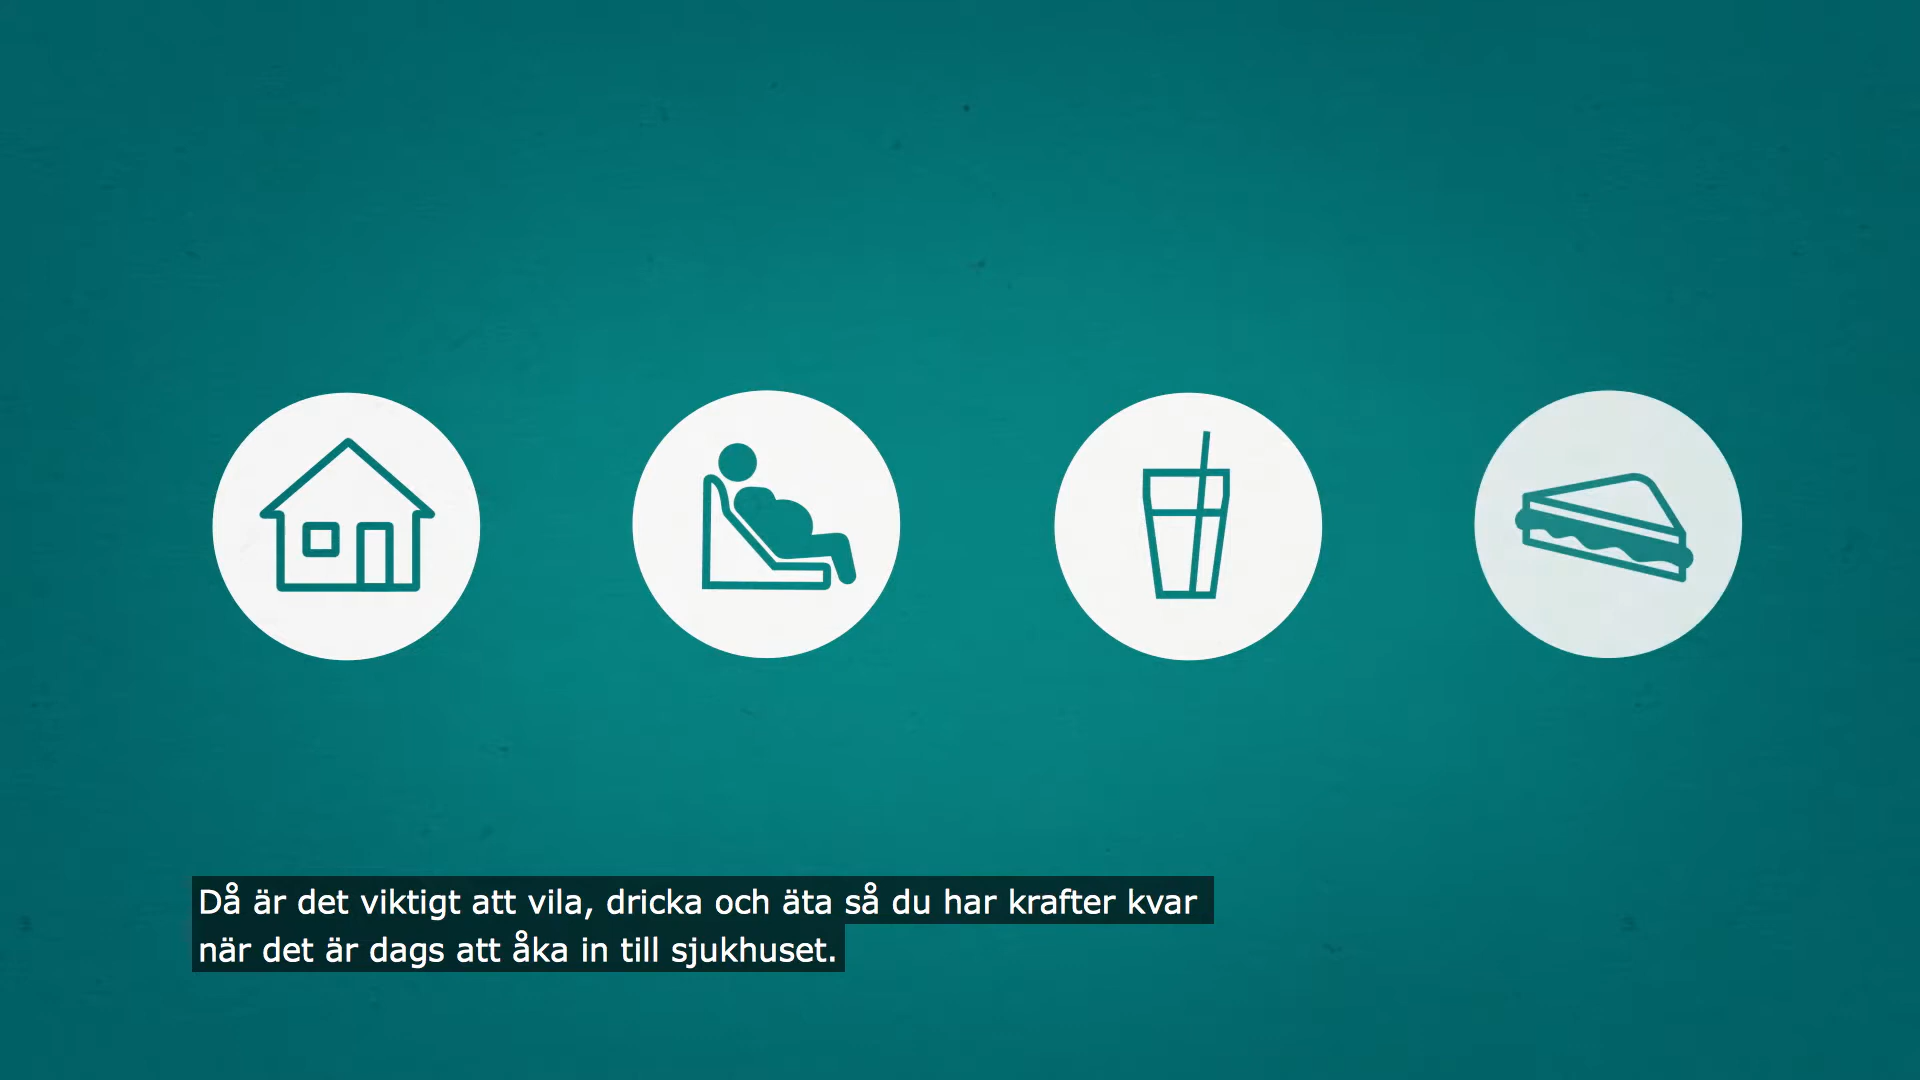 Då är det viktigt att vila, dricka och äta så du har krafter kvar
när det är dags att åka in till sjukhuset.